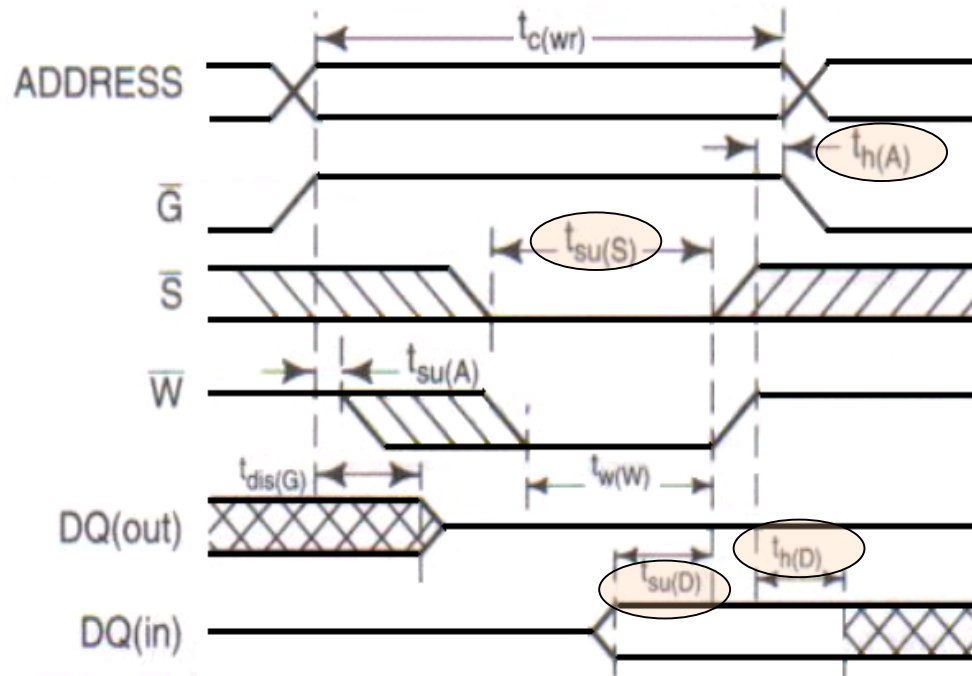 t_c(wr)
ADDRESS
t_h(A)
G̅
t_su(S)
S̅
t_su(A)
W̅
t_dis(G)
t_w(W)
DQ(out)
t_h(D)
t_su(D)
DQ(in)